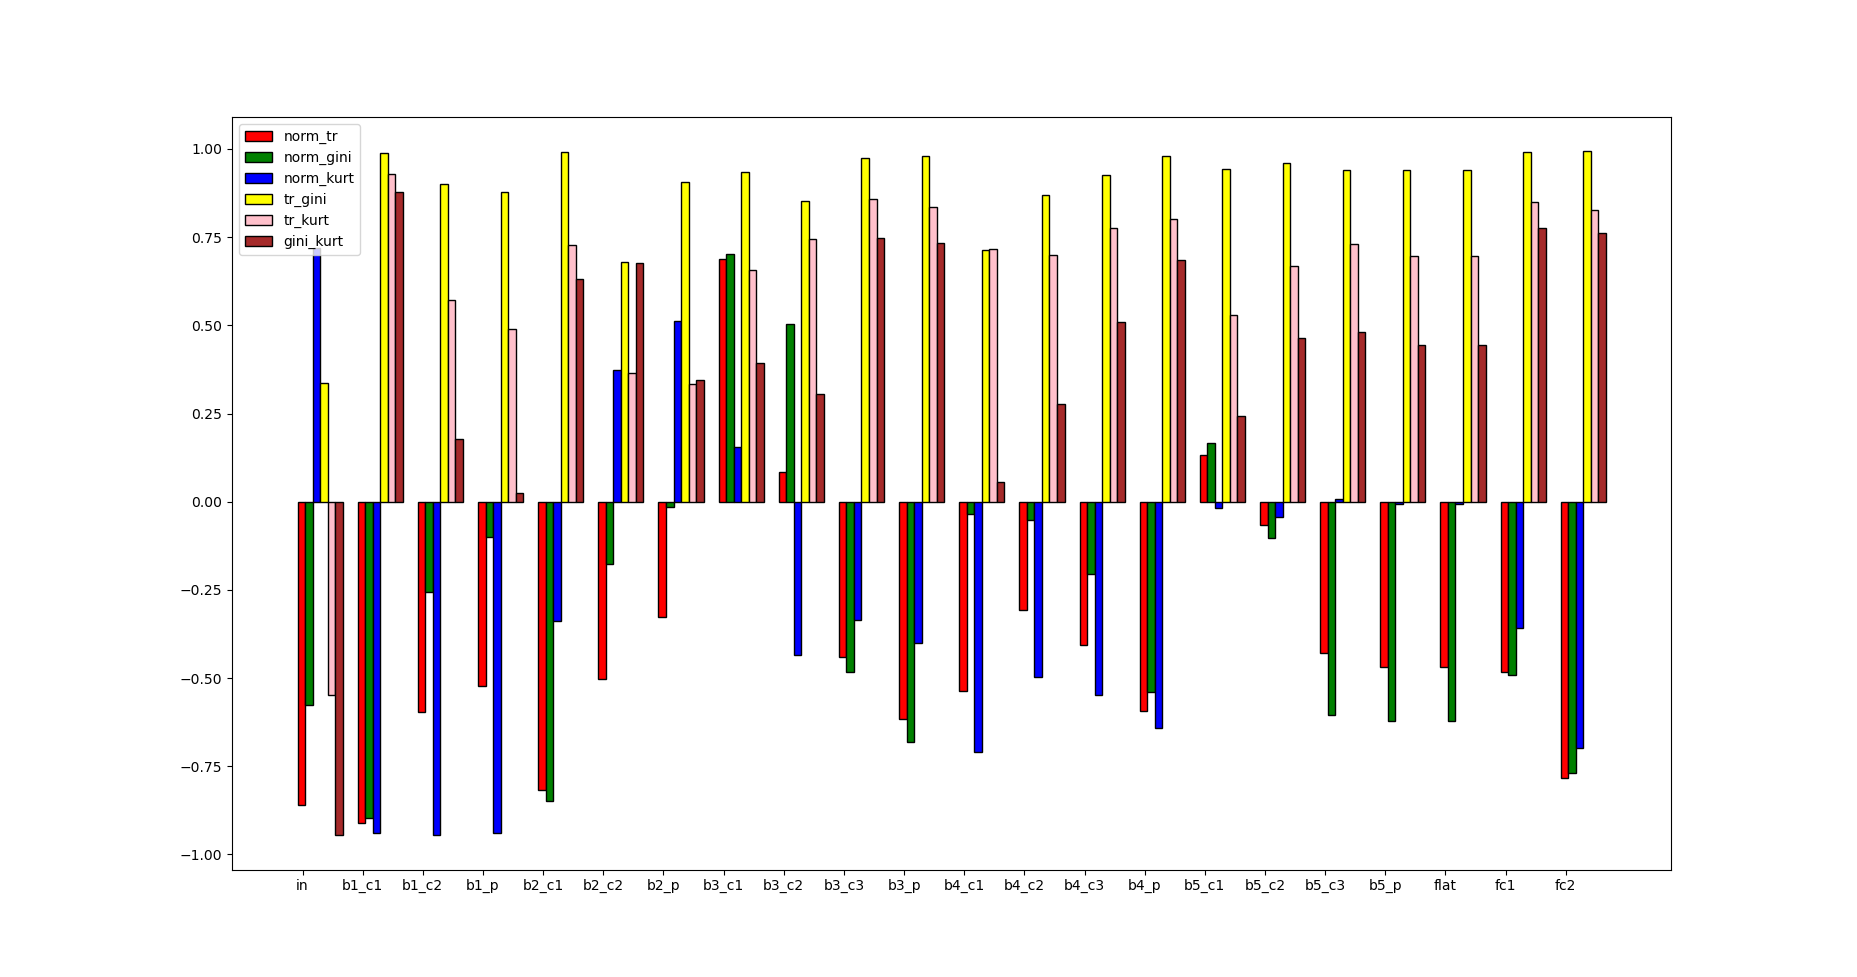 norm_tr
norm_gini
norm_kurt
tr_gini
tr_kurt
gini_kurt
1.00
0.75
0.50
0.25
0.00
−0.25
−0.50
−0.75
−1.00
in b1_c1 b1_c2 b1_p b2_c1 b2_c2 b2_p b3_c1 b3_c2 b3_c3 b3_p b4_c1 b4_c2 b4_c3 b4_p b5_c1 b5_c2 b5_c3 b5_p flat fc1 fc2